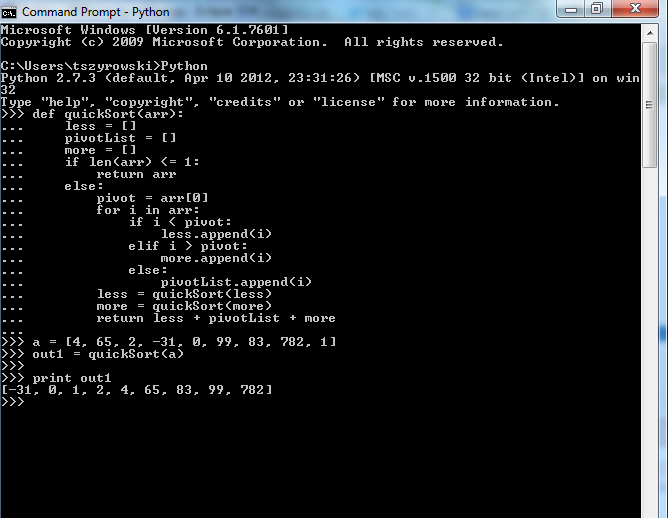 Command Prompt - Python
Microsoft Windows [Version 6.1.7601]
Copyright (c) 2009 Microsoft Corporation.  All rights reserved.
C:\Users\tszyrowski>Python
Python 2.7.3 (default, Apr 10 2012, 23:31:26) [MSC v.1500 32 bit (Intel)] on win
32
Type "help", "copyright", "credits" or "license" for more information.
>>> def quickSort(arr):
...     less = []
...     pivotList = []
...     more = []
...     if len(arr) <= 1:
...         return arr
...     else:
...         pivot = arr[0]
...         for i in arr:
...             if i < pivot:
...                 less.append(i)
...             elif i > pivot:
...                 more.append(i)
...             else:
...                 pivotList.append(i)
...         less = quickSort(less)
...         more = quickSort(more)
...         return less + pivotList + more
...
>>> a = [4, 65, 2, -31, 0, 99, 83, 782, 1]
>>> out1 = quickSort(a)
>>>
>>> print out1
[-31, 0, 1, 2, 4, 65, 83, 99, 782]
>>>